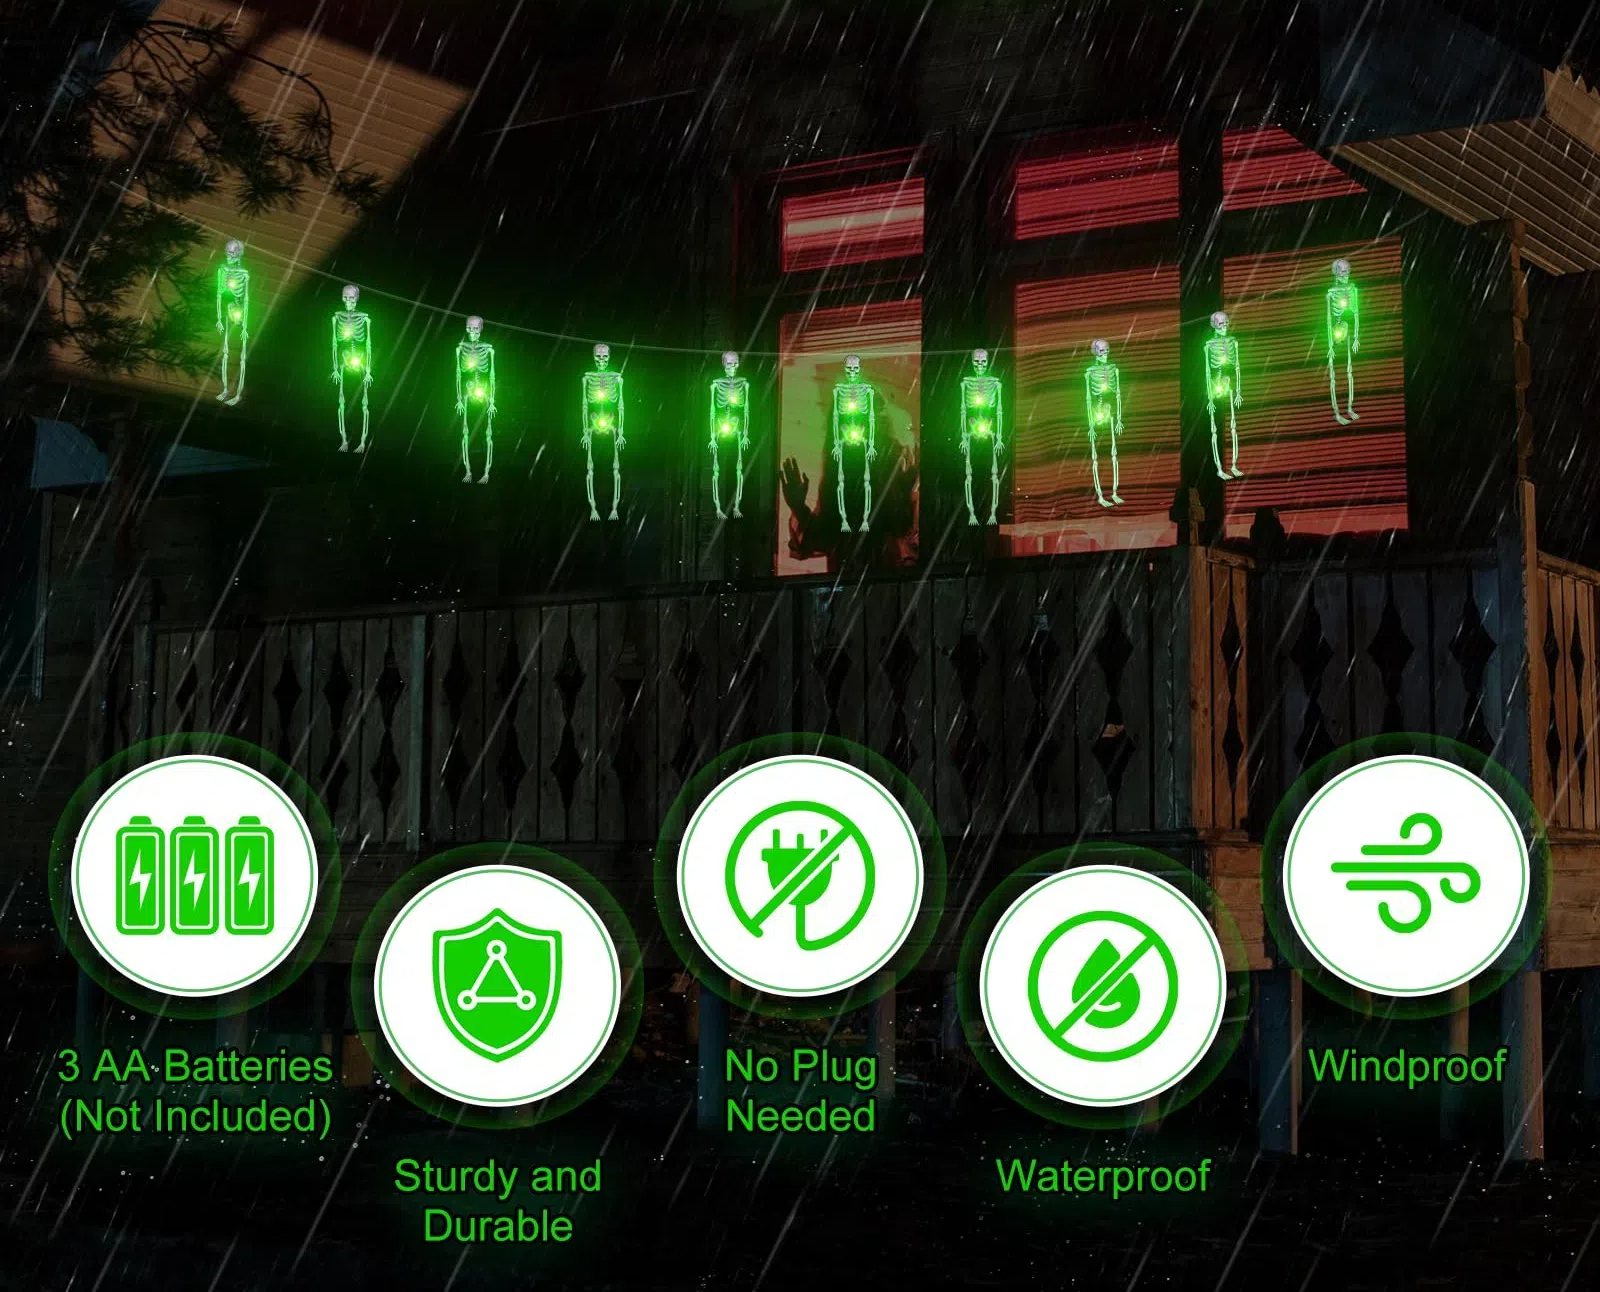 3 AA Batteries
(Not Included)
Sturdy and
Durable
No Plug
Needed
Waterproof
Windproof